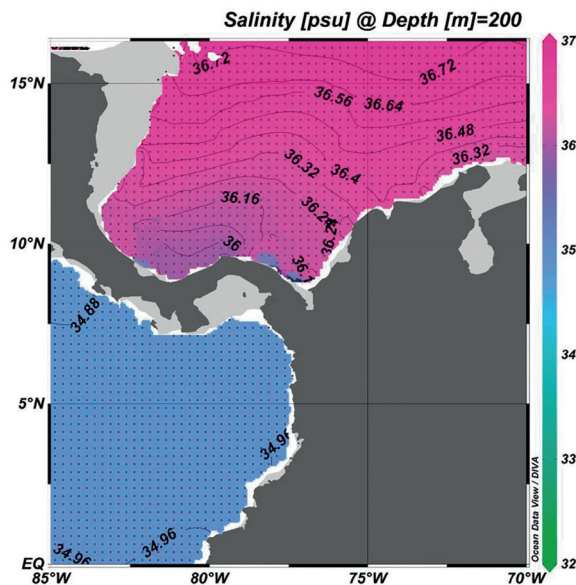 Salinity [psu] @ Depth [m]=200
37
36
35
34
33
32
15°N
10°N
5°N
EQ
85°W
80°W
75°W
70°W
36.72
36.72
36.56
36.64
36.48
36.32
36.32
36.4
36.16
36.24
36.24
36
34.88
34.96
34.96
34.96
Ocean Data View / DIVA